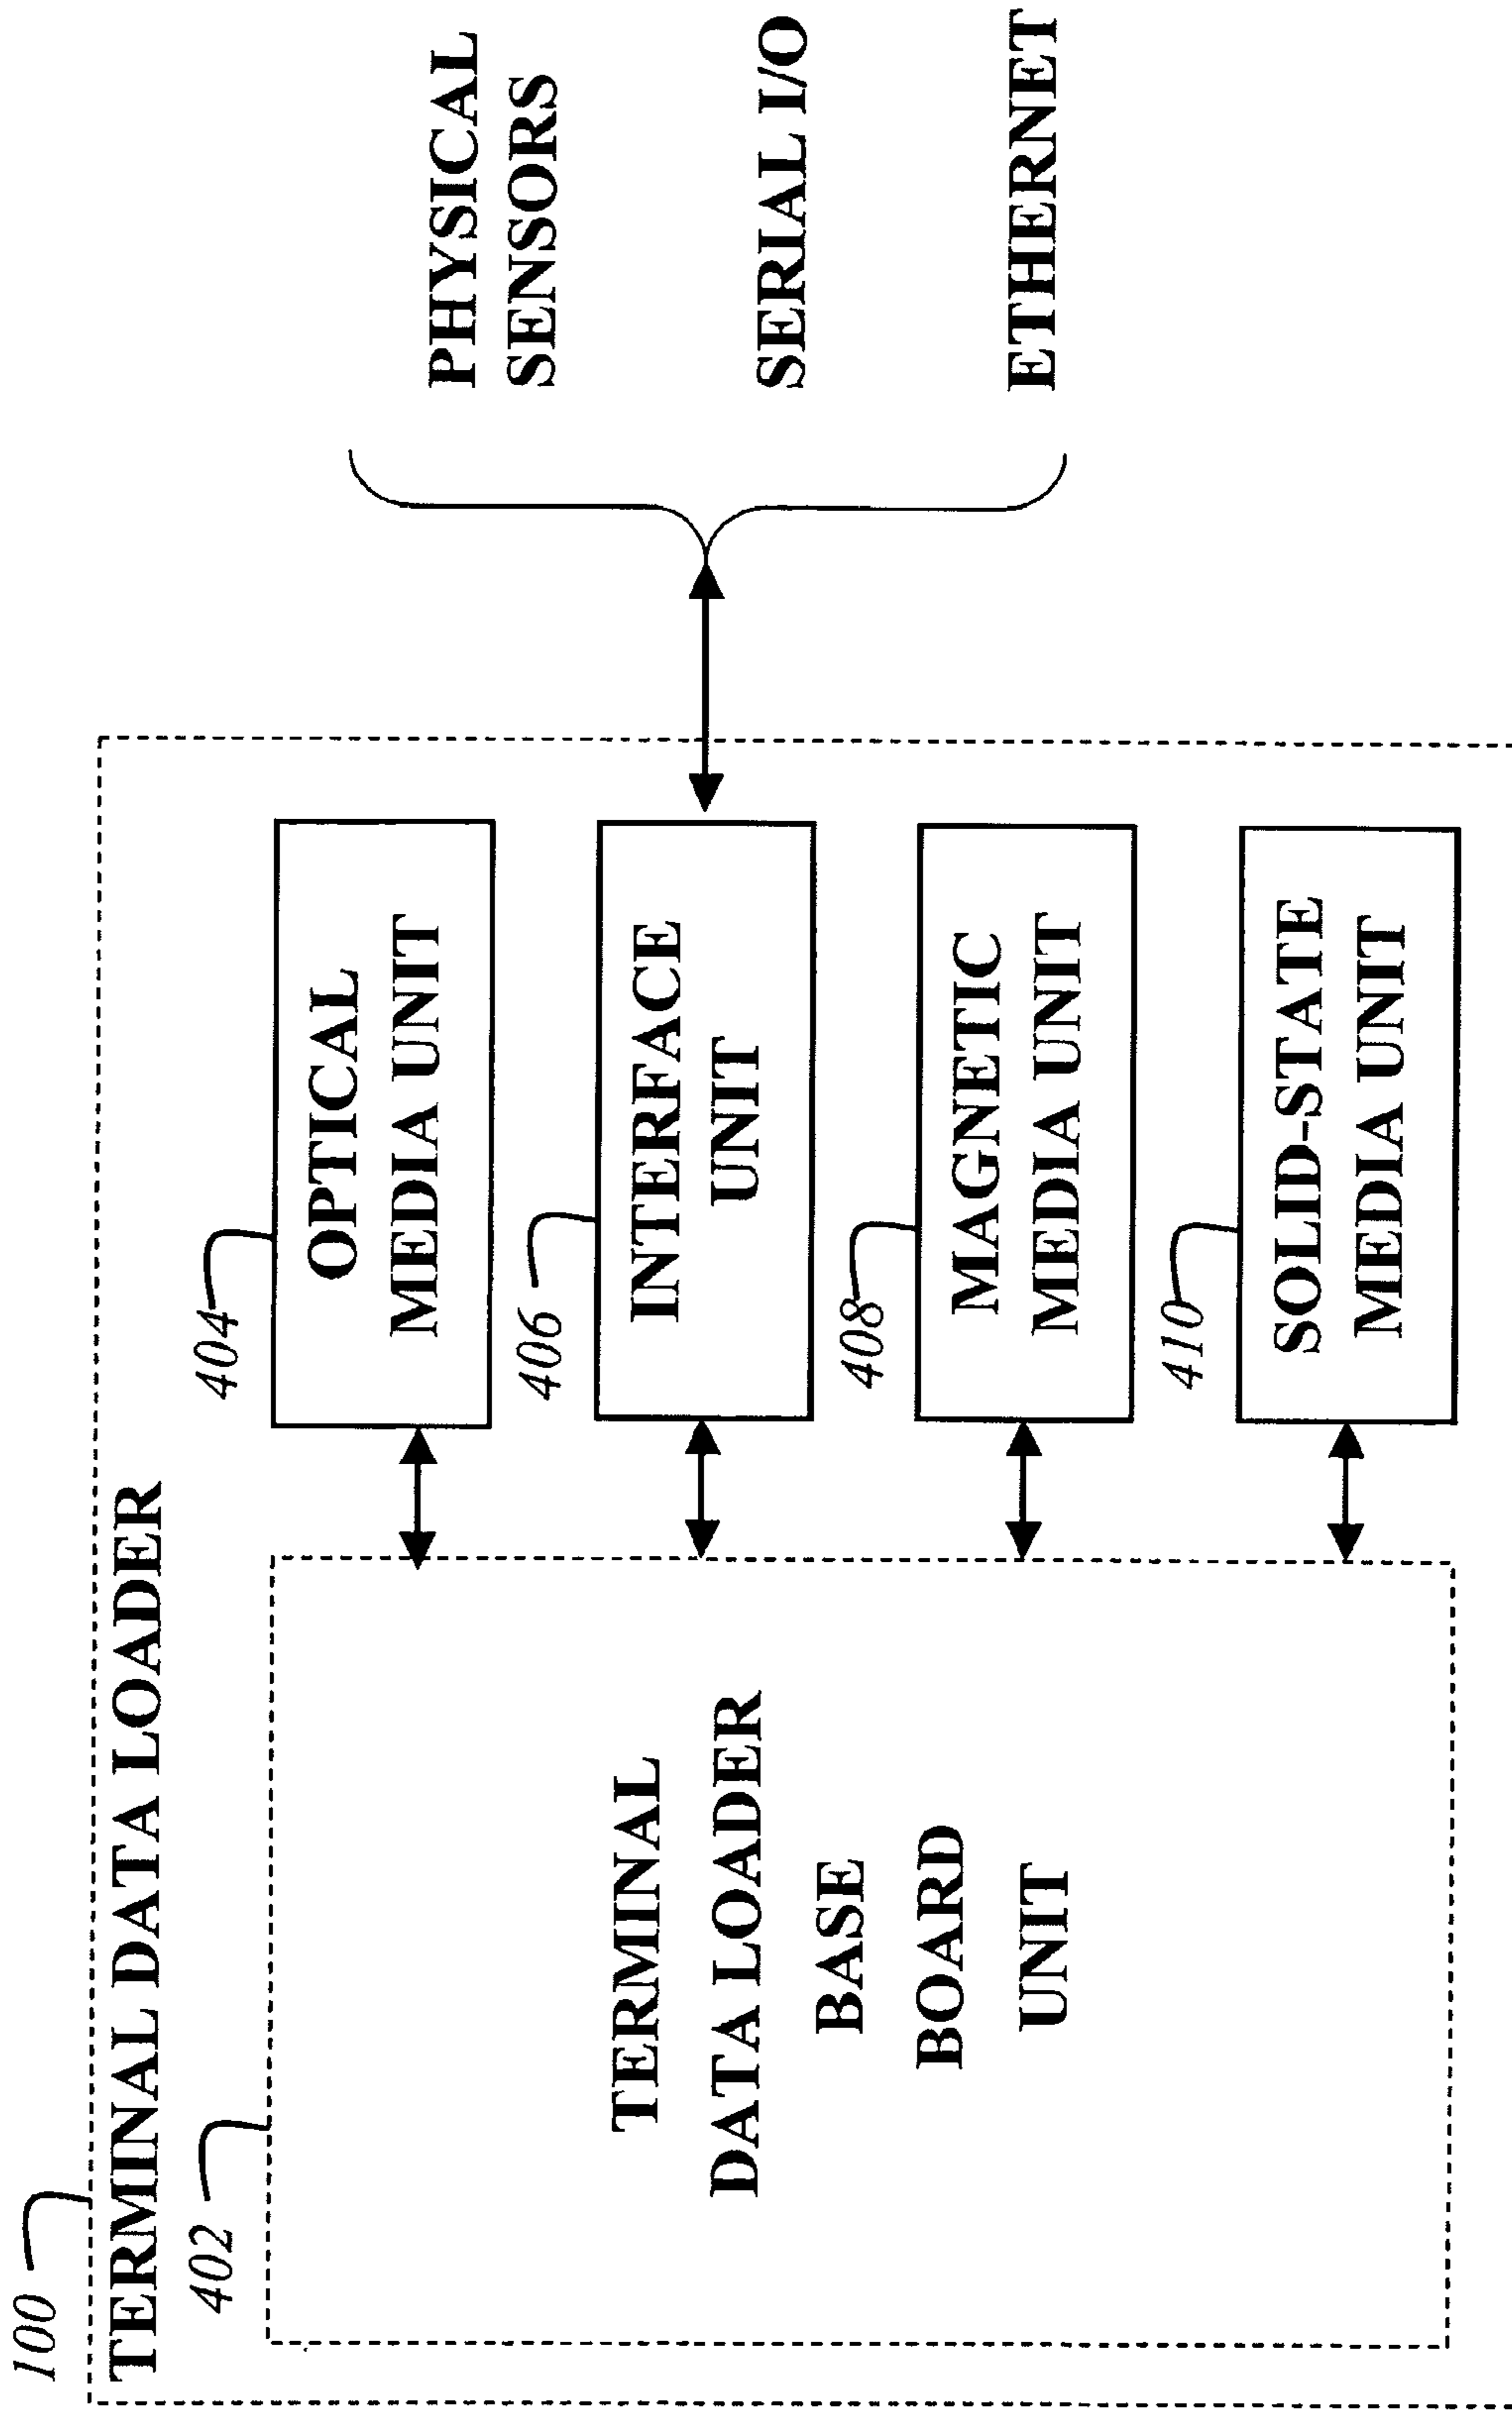 100
TERMINAL DATA LOADER
402
TERMINAL
DATA LOADER
BASE
BOARD
UNIT
404
OPTICAL
MEDIA UNIT
406
INTERFACE
UNIT
408
MAGNETIC
MEDIA UNIT
410
SOLID-STATE
MEDIA UNIT
PHYSICAL
SENSORS
SERIAL I/O
ETHERNET